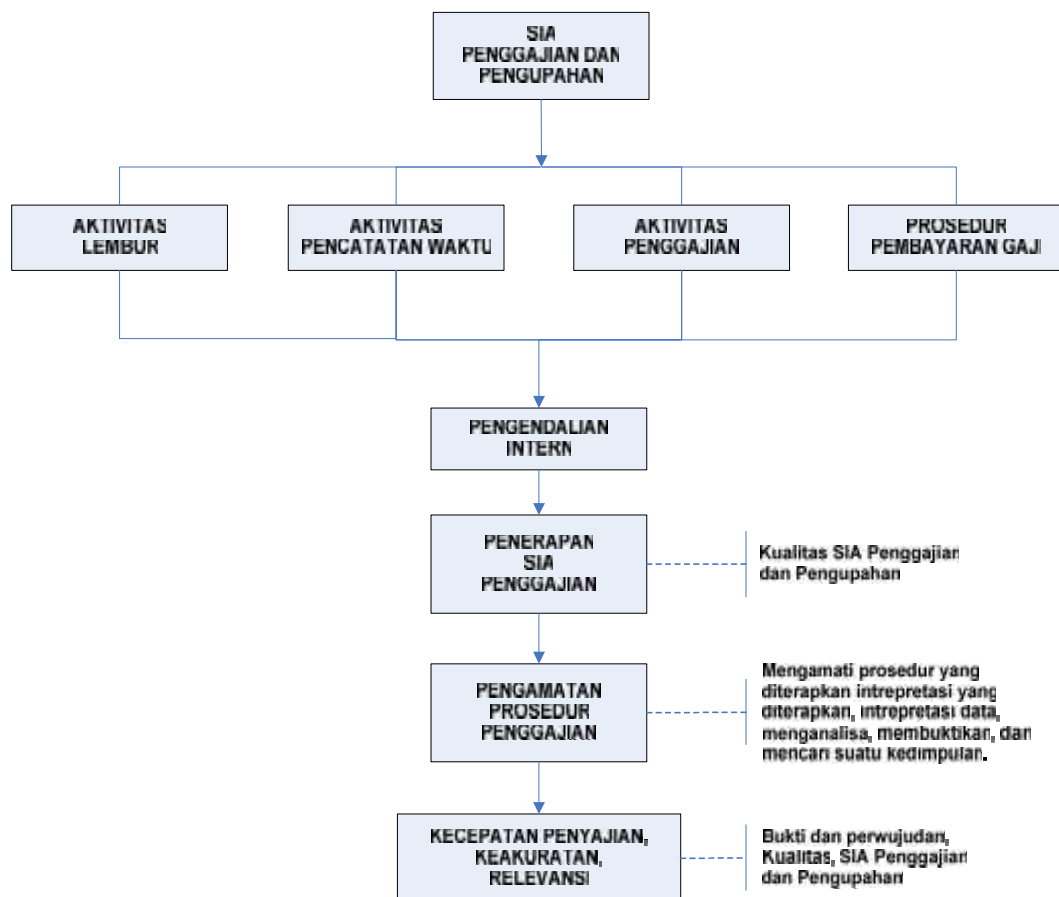 SIA
PENGGAJIAN DAN
PENGUPAHAN
AKTIVITAS
LEMBUR
AKTIVITAS
PENCATATAN WAKTU
AKTIVITAS
PENGGAJIAN
PROSEDUR
PEMBAYARAN GAJI
PENGENDALIAN
INTERN
PENERAPAN
SIA
PENGGAJIAN
Kualitas SIA Penggajian
dan Pengupahan
PENGAMATAN
PROSEDUR
PENGGAJIAN
Mengamati prosedur yang
diterapkan intrepretasi yang
diterapkan, intrepretasi data,
menganalisa, membuktikan, dan
mencari suatu kedimpulan.
KECEPATAN PENYAJIAN,
KEAKURATAN,
RELEVANSI
Bukti dan perwujudan,
Kualitas, SIA Penggajian
dan Pengupahan